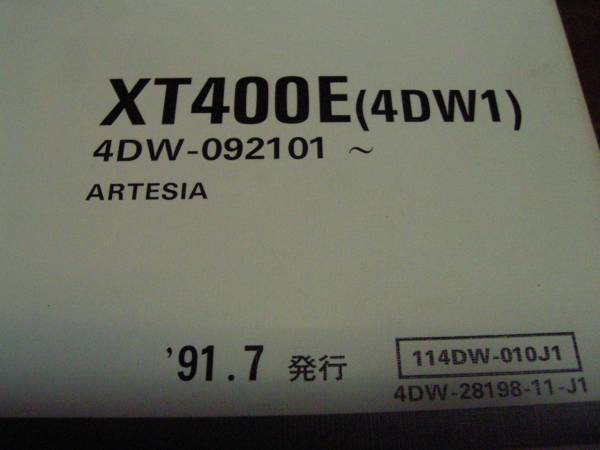 XT400E(4DW1)
4DW-092101 ~
ARTESIA
'91.7 発行
114DW-010J1
4DW-28198-11-J1